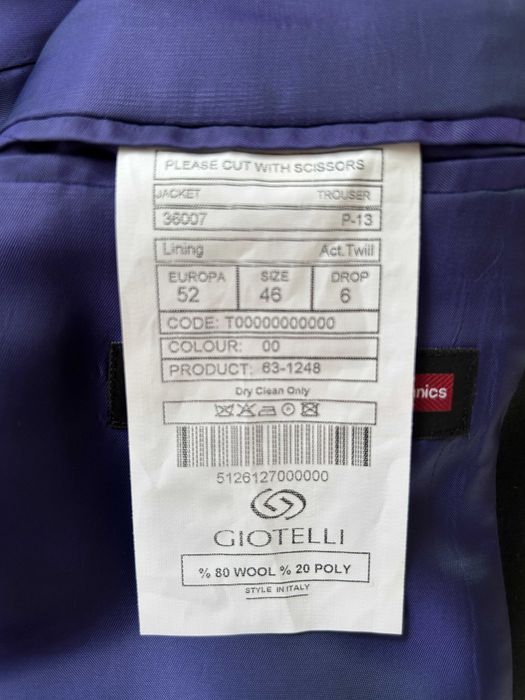 PLEASE CUT WITH SCISSORS
JACKET TROUSER
36007 P-13
Lining Act.Twill
EUROPA SIZE DROP
52 46 6
CODE: T00000000000
COLOUR: 00
PRODUCT: 63-1248
Dry Clean Only
nics
5126127000000
GIOTELLI
% 80 WOOL % 20 POLY
STYLE IN ITALY